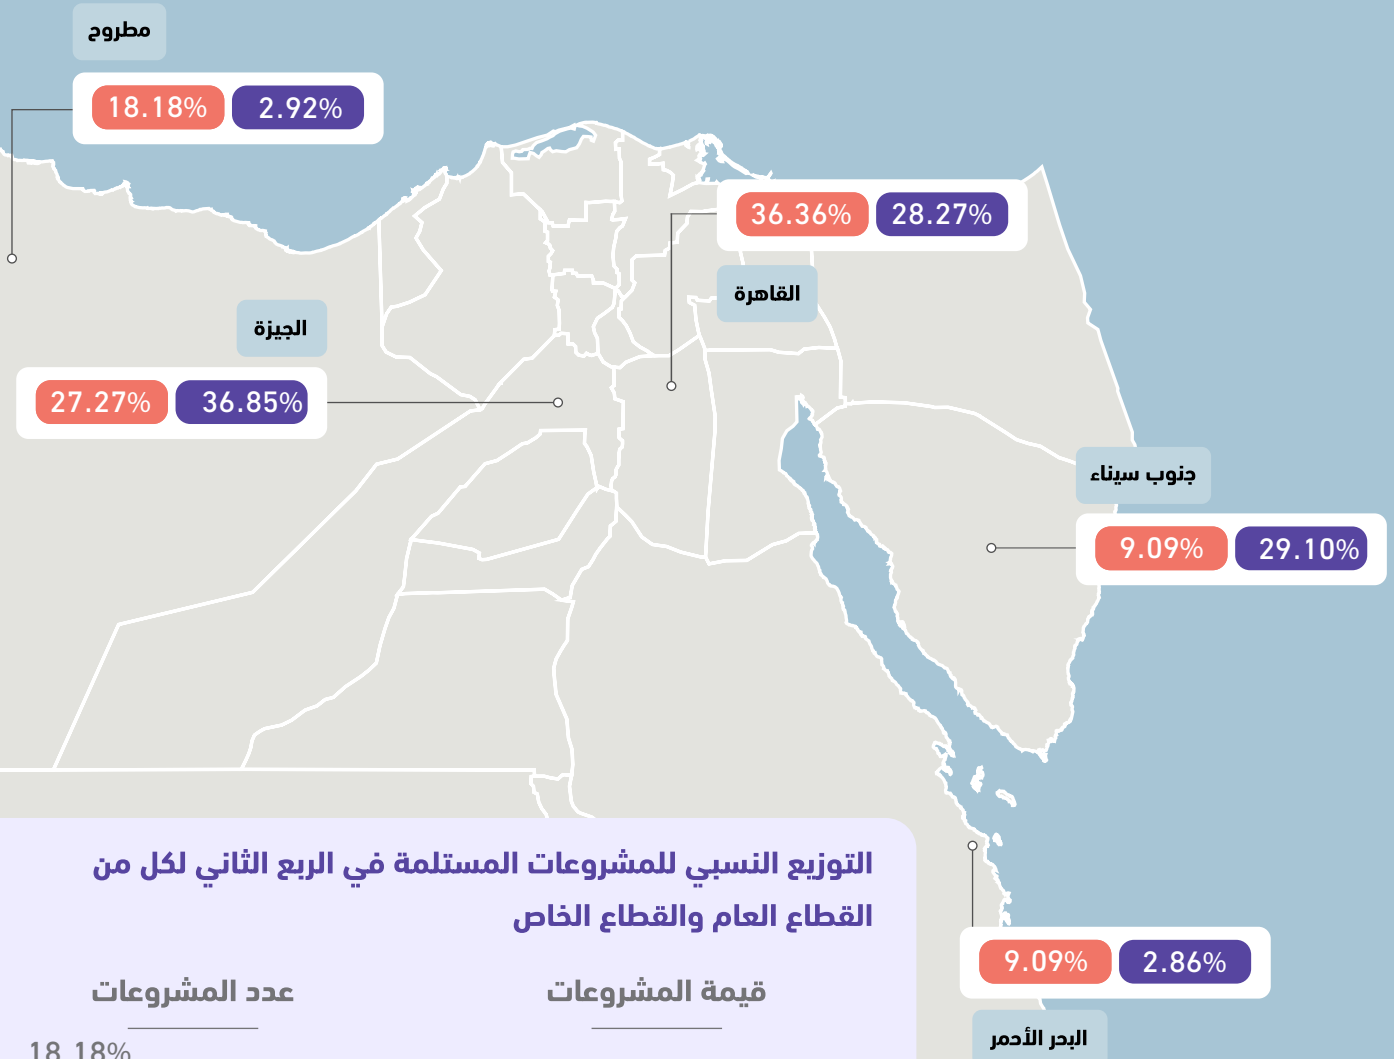 مطروح
18.18% 2.92%
36.36% 28.27%
القاهرة
الجيزة
27.27% 36.85%
جنوب سيناء
9.09% 29.10%
التوزيع النسبي للمشروعات المستلمة في الربع الثاني لكل من
القطاع العام والقطاع الخاص
9.09% 2.86%
البحر الأحمر
قيمة المشروعات
عدد المشروعات
18.18%